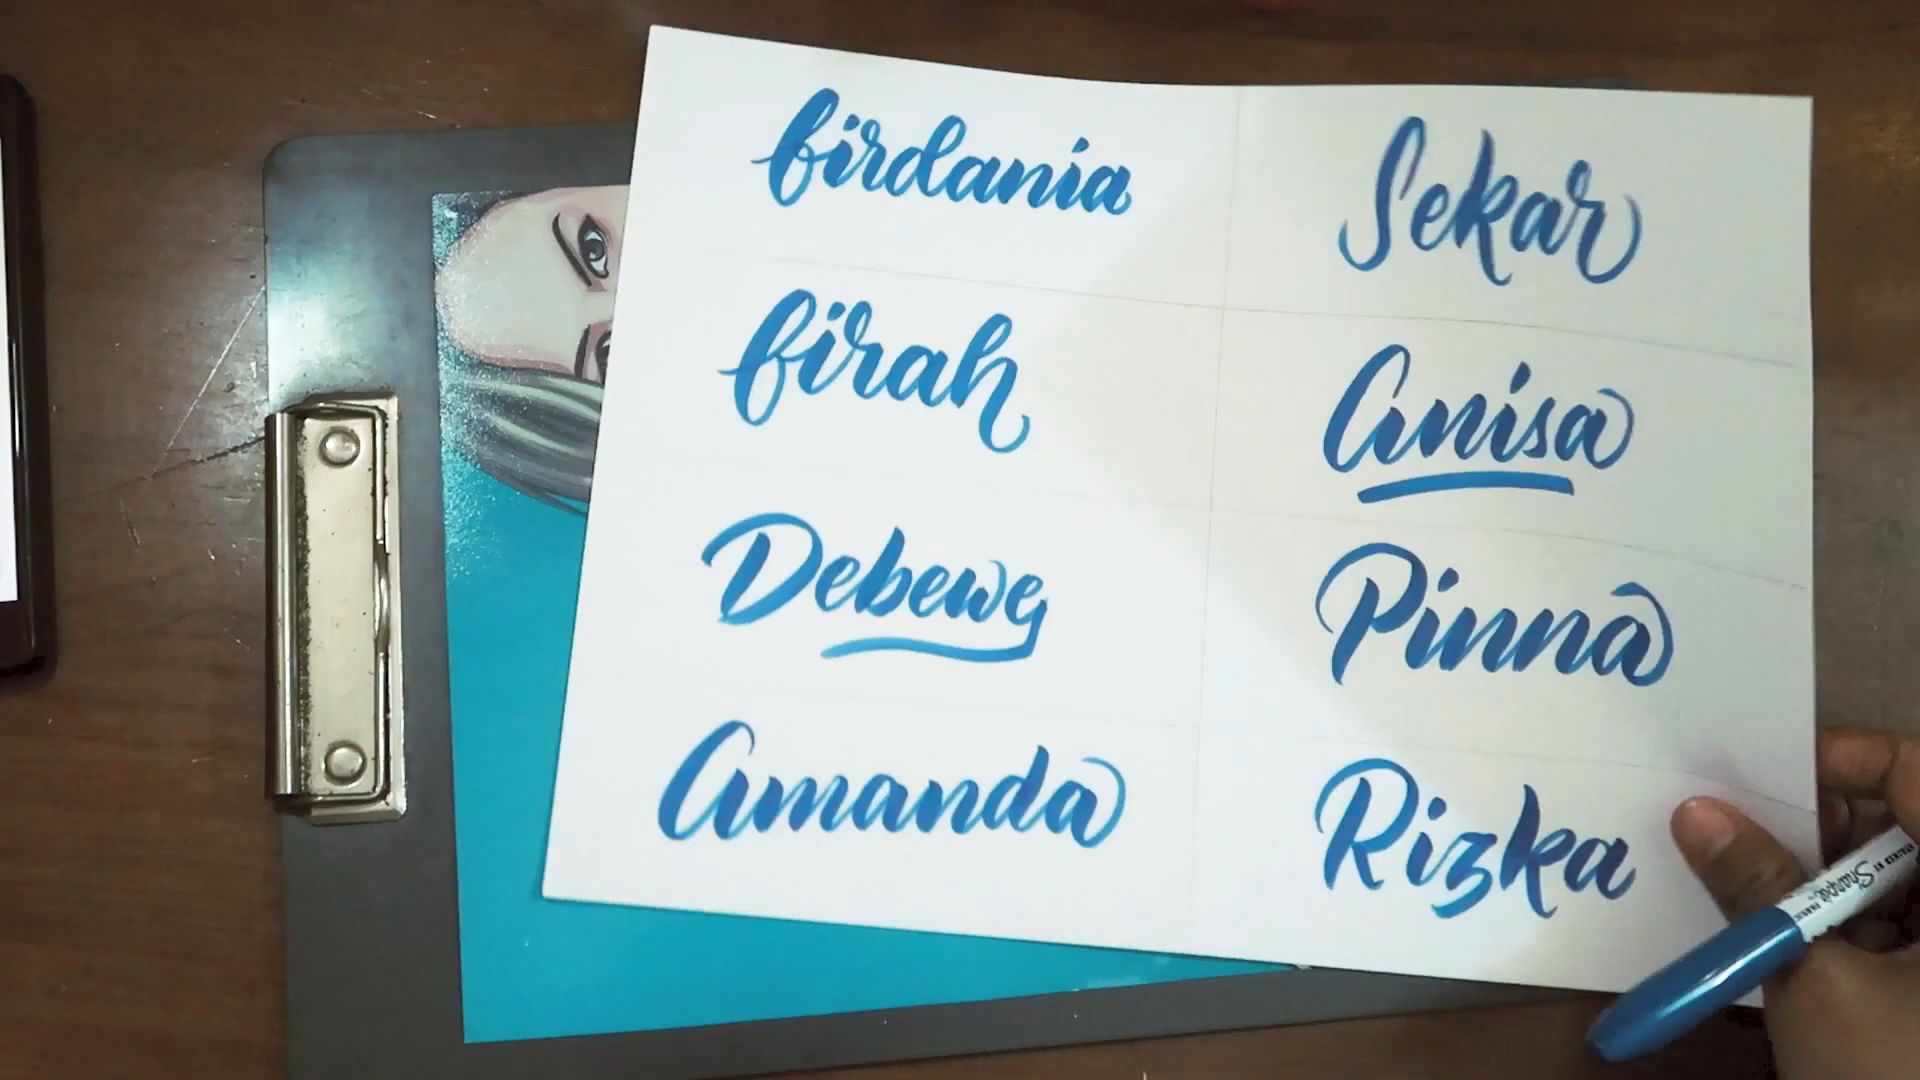 firdania
firah
Debewe
Amanda
Sekar
Anisa
Pinna
Rizka
Sharpie